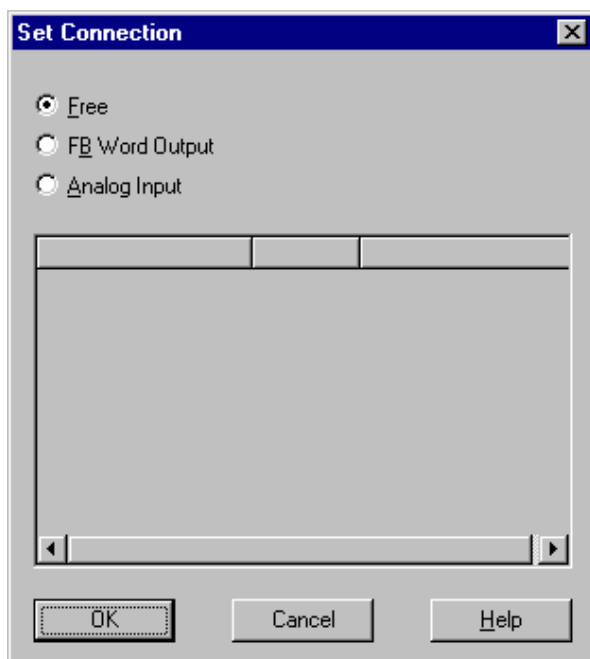 Set Connection
Free
FB Word Output
Analog Input
OK Cancel Help